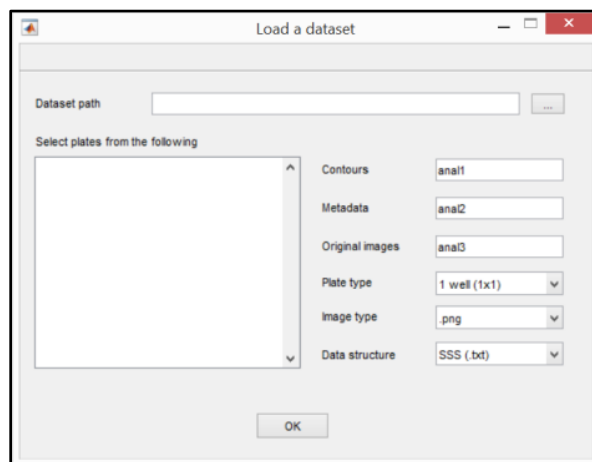 Load a dataset
Dataset path
...
Select plates from the following
Contours
anal1
Metadata
anal2
Original images
anal3
Plate type
1 well (1x1)
Image type
.png
Data structure
SSS (.txt)
OK